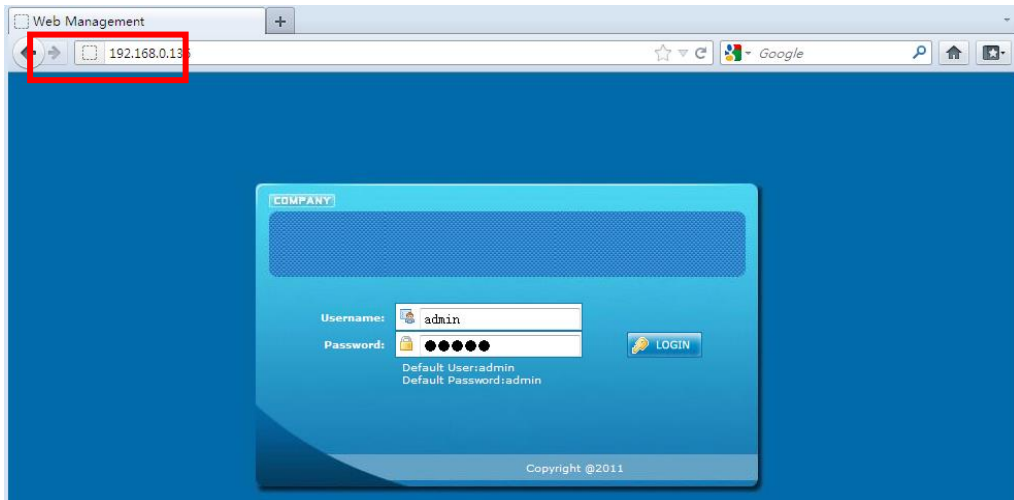 Web Management
192.168.0.136
Google
COMPANY
Username: admin
Password: ●●●●●
LOGIN
Default User:admin
Default Password:admin
Copyright @2011